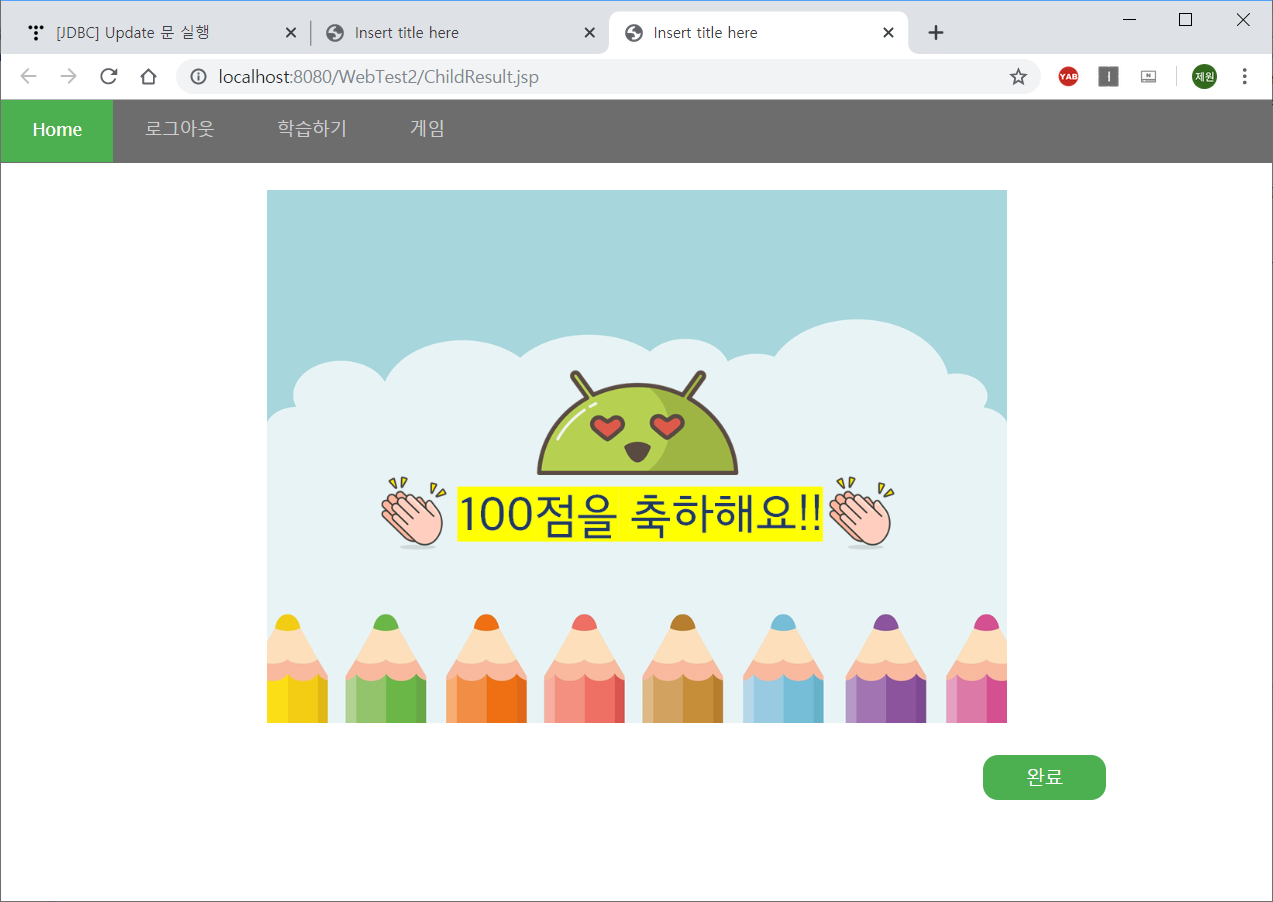 [JDBC] Update 문 실행
Insert title here
Insert title here
localhost:8080/WebTest2/ChildResult.jsp
YAB
I
N
제원
Home
로그아웃
학습하기
게임
100점을 축하해요!!
완료